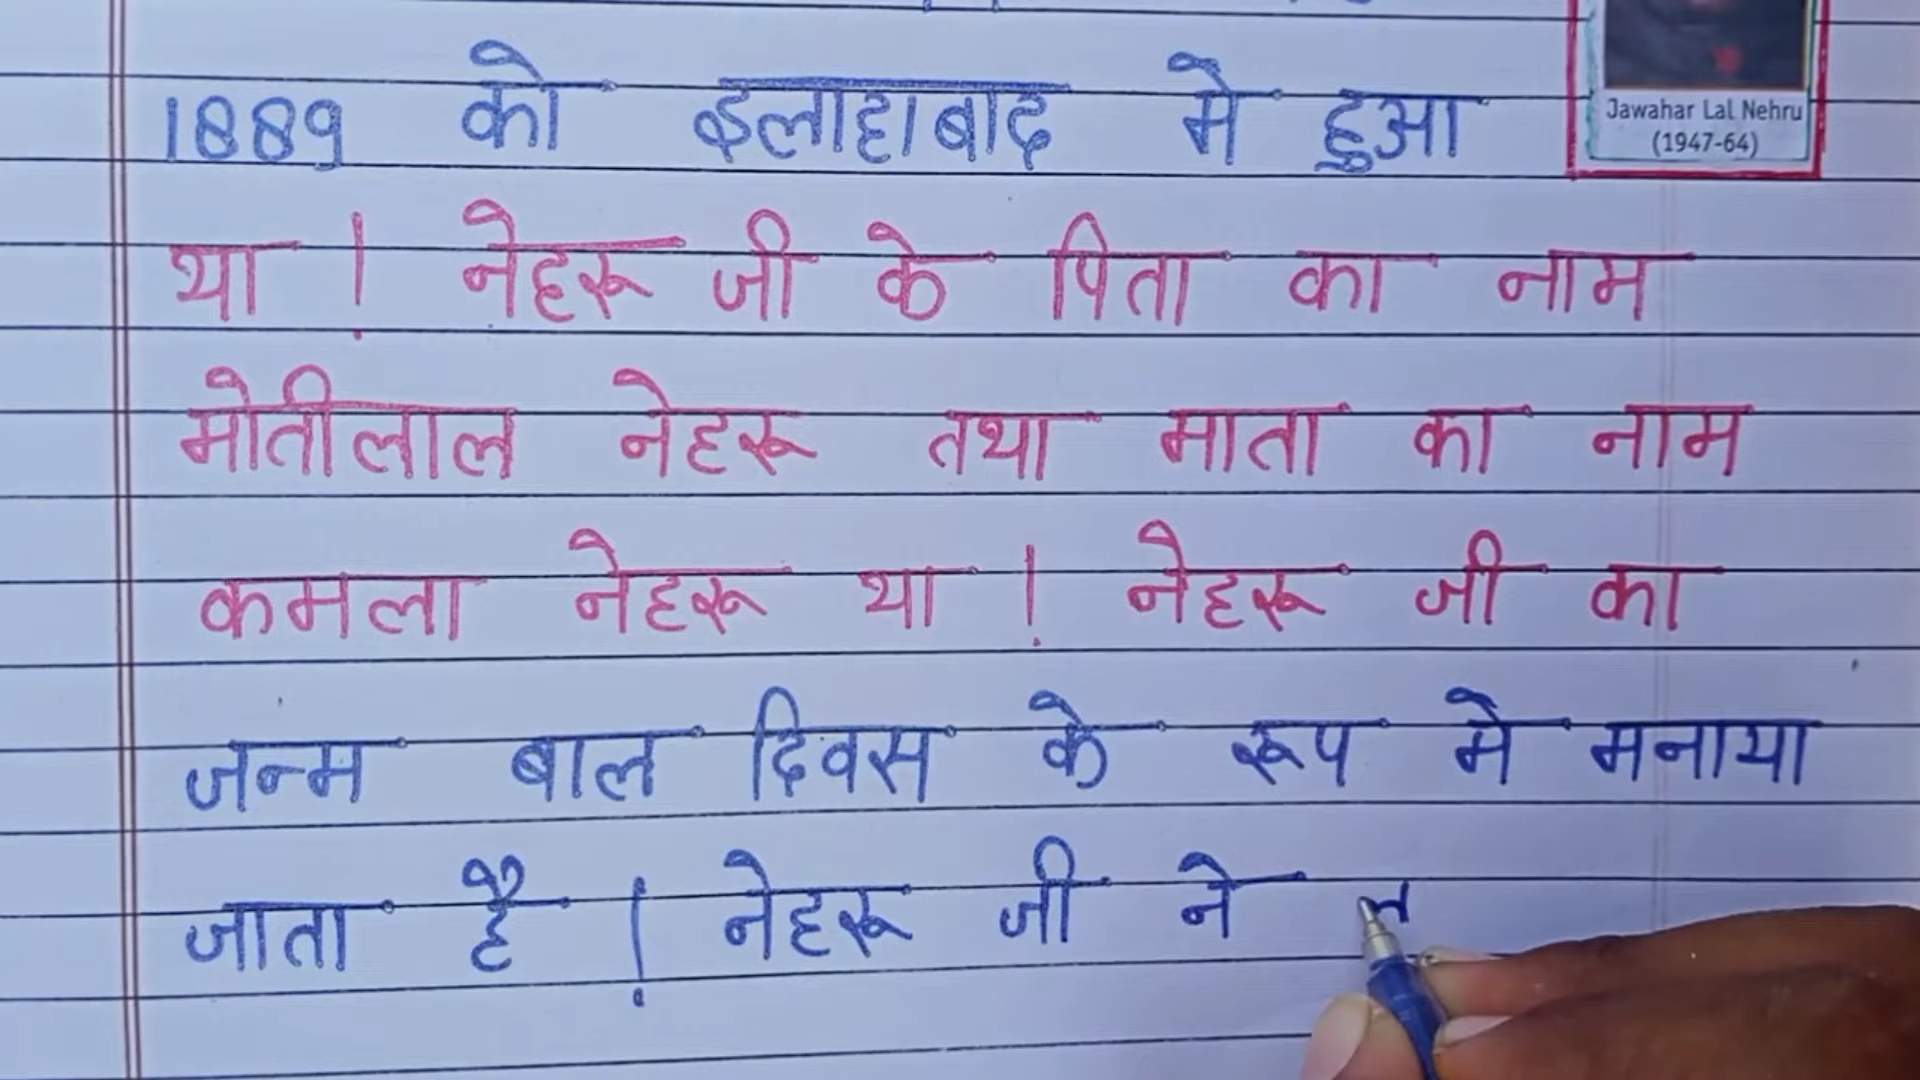 1889 को इलाहाबाद मे हुआ
Jawahar Lal Nehru
(1947-64)
था ! नेहरू जी के पिता का नाम
मोतीलाल नेहरू तथा माता का नाम
कमला नेहरू था ! नेहरू जी का
जन्म बाल दिवस के रूप मे मनाया
जाता है ! नेहरू जी ने